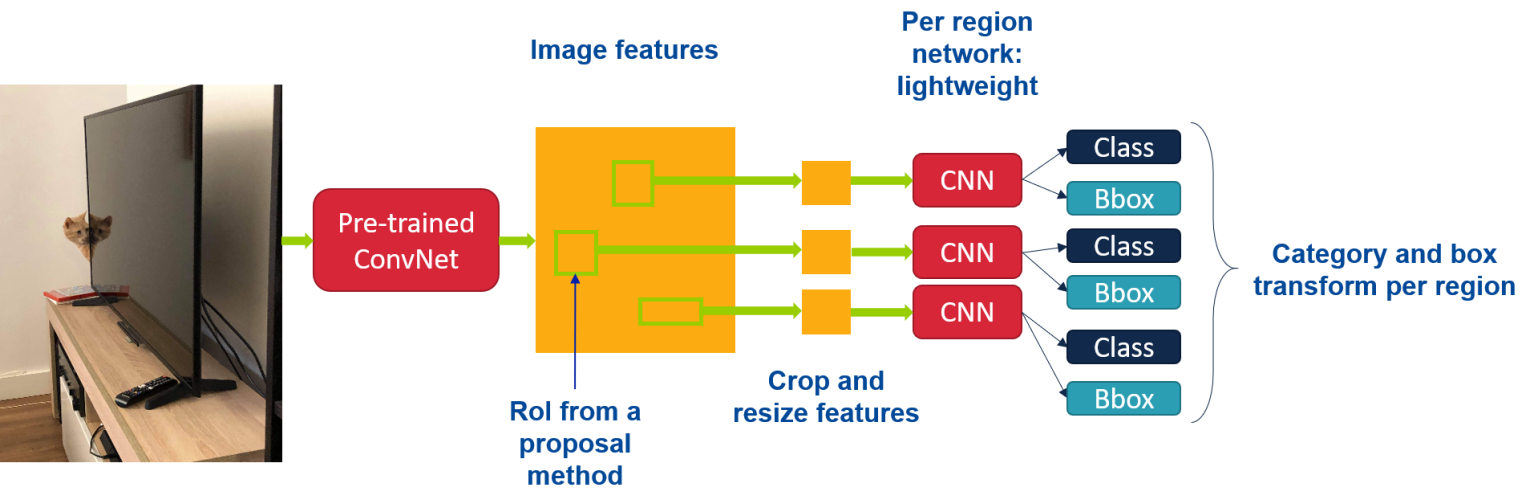 Image features
Per region
network:
lightweight
Pre-trained
ConvNet
CNN
Class
Bbox
CNN
Class
Bbox
CNN
Class
Bbox
Category and box
transform per region
Crop and
resize features
RoI from a
proposal
method